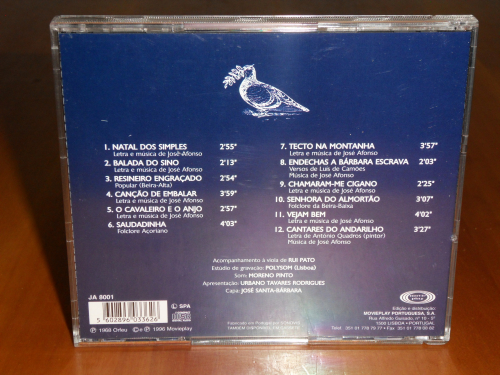 1. NATAL DOS SIMPLES 2'55"
Letra e música de José Afonso
2. BALADA DO SINO 2'13"
Letra e música de José Afonso
3. RESINEIRO ENGRAÇADO 2'54"
Popular (Beira-Alta)
4. CANÇÃO DE EMBALAR 3'59"
Letra e música de José Afonso
5. O CAVALEIRO E O ANJO 2'57"
Letra e música de José Afonso
6. SAUDADINHA 4'03"
Folclore Açoriano
7. TECTO NA MONTANHA 3'57"
Letra e música de José Afonso
8. ENDECHAS A BÁRBARA ESCRAVA 2'03"
Versos de Luís de Camões
Música de José Afonso
9. CHAMARAM-ME CIGANO 2'25"
Letra e música de José Afonso
10. SENHORA DO ALMORTÃO 3'07"
Folclore da Beira-Baixa
11. VEJAM BEM 4'02"
Letra e música de José Afonso
12. CANTARES DO ANDARILHO 3'27"
Letra de António Quadros (pintor)
Música de José Afonso
Acompanhamento à viola de RUI PATO
Estúdio de gravação: POLYSOM (Lisboa)
Som: MORENO PINTO
Apresentação: URBANO TAVARES RODRIGUES
Capa: JOSÉ SANTA-BÁRBARA
JA 8001
5 602896 033626
SPA
℗ 1968 Orfeu © 1996 Movieplay
Edição e distribuição:
MOVIEPLAY PORTUGUESA, S.A.
LISBOA • PORTUGAL